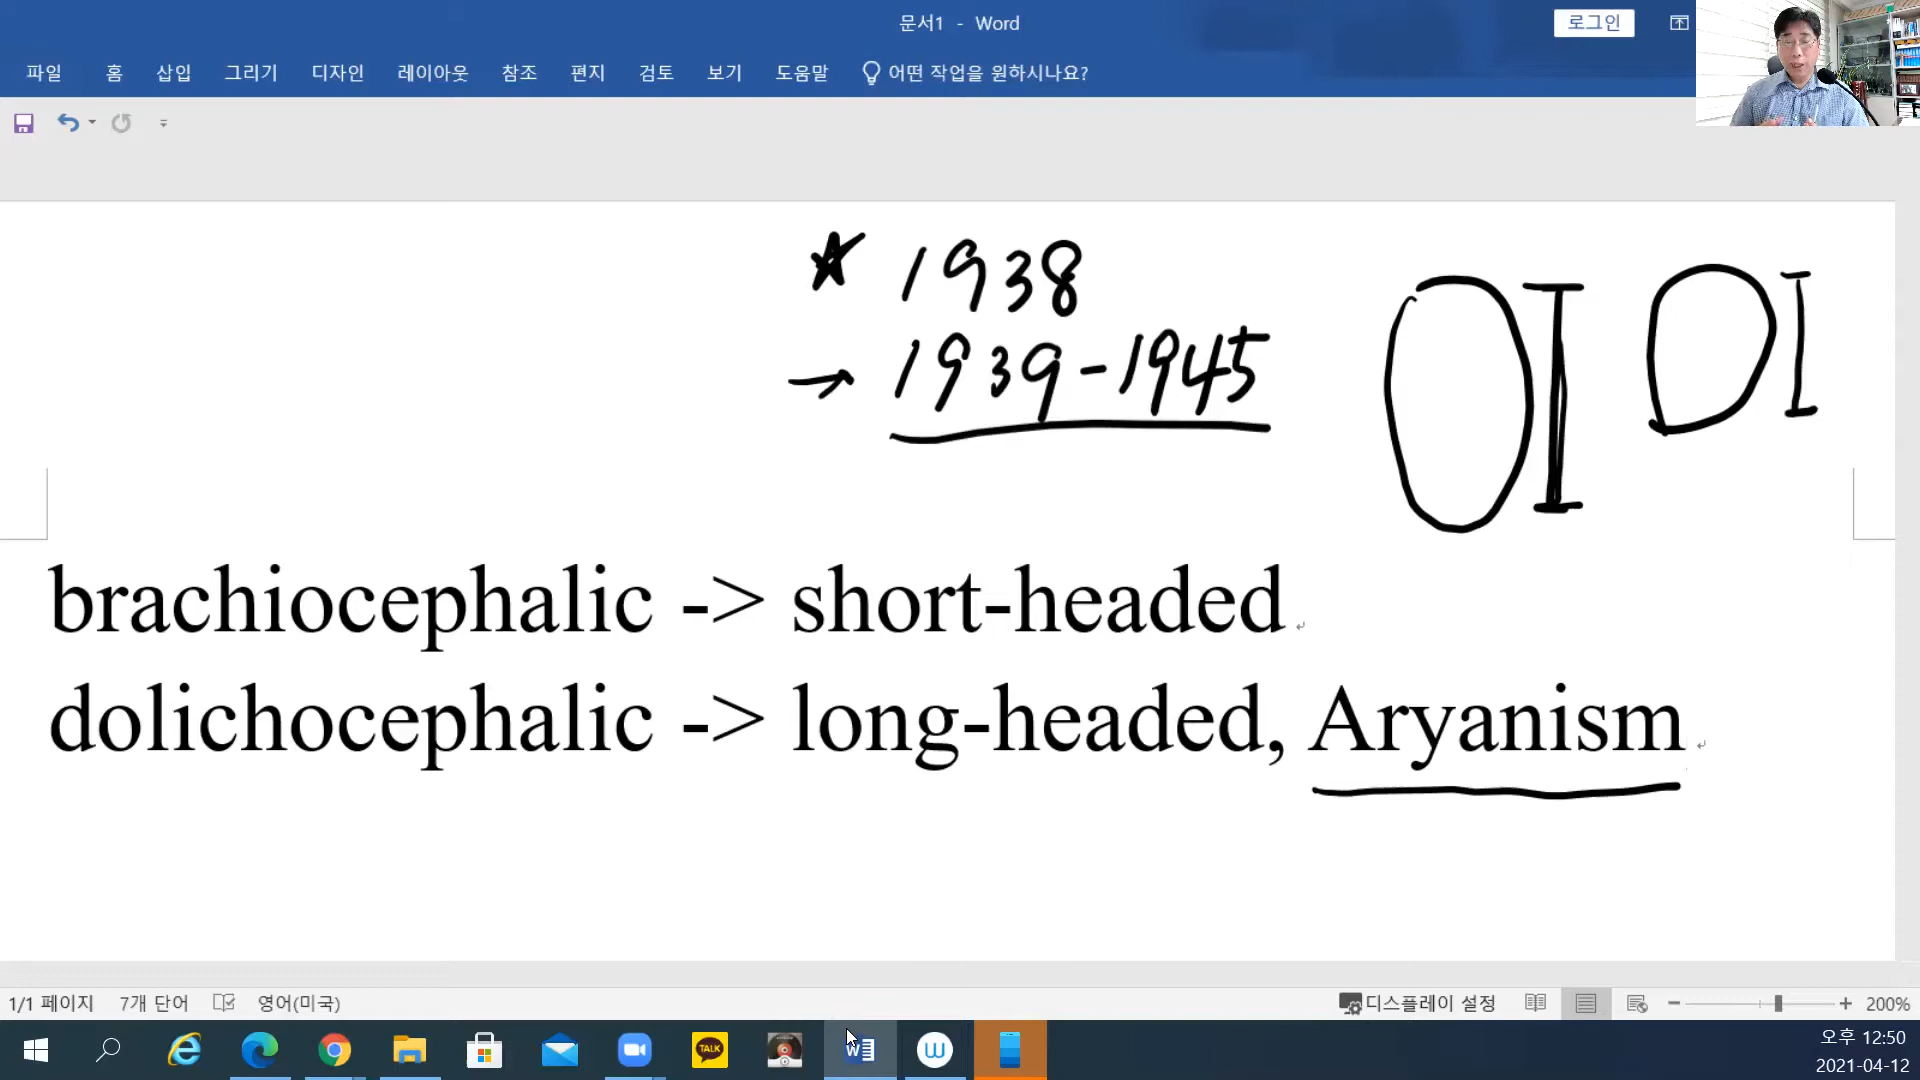 문서1 - Word
로그인
파일 홈 삽입 그리기 디자인 레이아웃 참조 편지 검토 보기 도움말 어떤 작업을 원하시나요?
1938
→ 1939-1945
brachiocephalic -> short-headed
dolichocephalic -> long-headed, Aryanism
1/1 페이지 7개 단어 영어(미국) 디스플레이 설정 200%
TALK
오후 12:50
2021-04-12